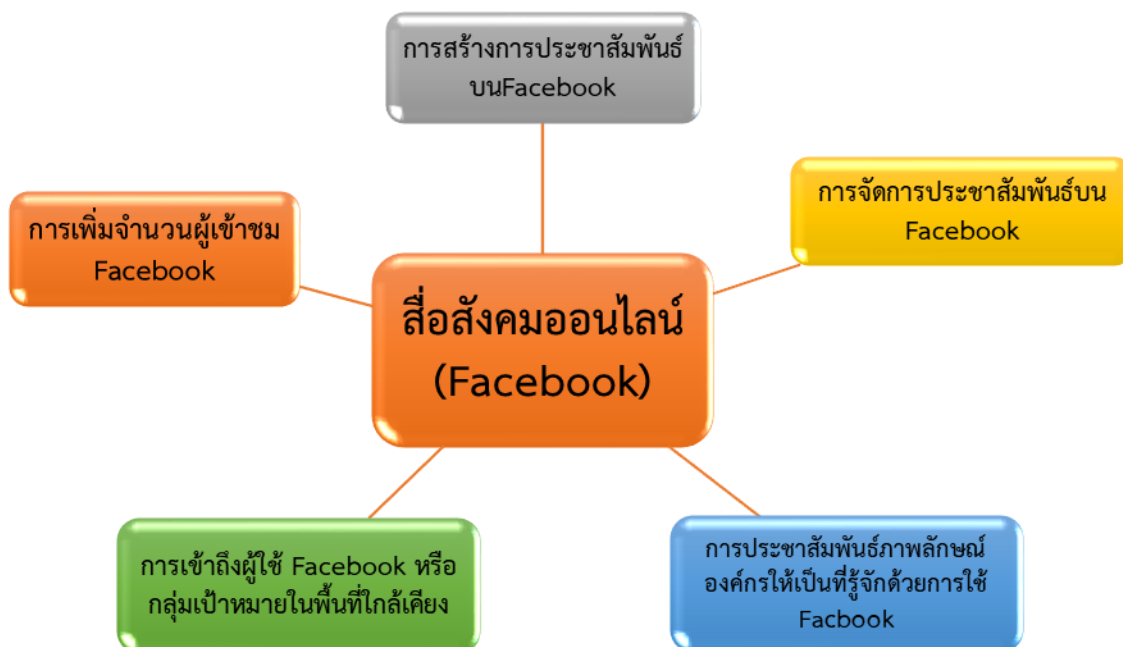 การสร้างการประชาสัมพันธ์
บนFacebook
การจัดการประชาสัมพันธ์บน
Facebook
การเพิ่มจำนวนผู้เข้าชม
Facebook
สื่อสังคมออนไลน์
(Facebook)
การเข้าถึงผู้ใช้ Facebook หรือ
กลุ่มเป้าหมายในพื้นที่ใกล้เคียง
การประชาสัมพันธ์ภาพลักษณ์
องค์กรให้เป็นที่รู้จักด้วยการใช้
Facbook